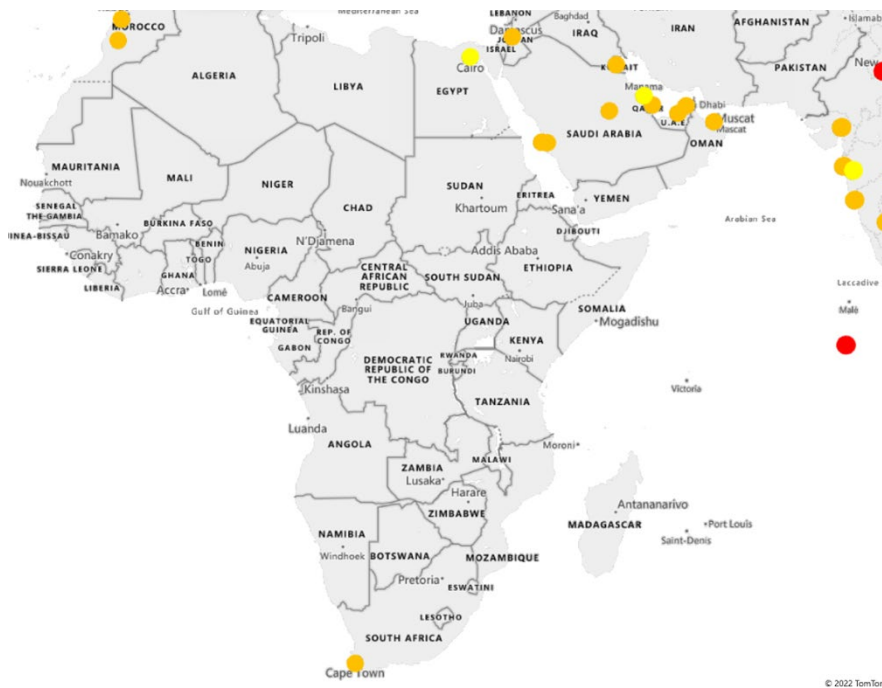 Mediterranean Sea
LEBANON
Baghdad
AFGHANISTAN
Islamab
MOROCCO
Tripoli
Damascus
JORDAN
ISRAEL
IRAQ
IRAN
PAKISTAN
New
Cairo
KUWAIT
ALGERIA
LIBYA
EGYPT
Manama
QATAR
Dhabi
U.A.E.
Muscat
Muscat
SAUDI ARABIA
OMAN
MAURITANIA
Nouakchott
MALI
NIGER
CHAD
SUDAN
Khartoum
ERITREA
YEMEN
Sana'a
Arabian Sea
SENEGAL
THE-GAMBIA
INEA-BISSAU
Bamako
BURKINA FASO
BENIN
TOGO
NIGERIA
Abuja
N'Djamena
DJIBOUTI
Addis Ababa
ETHIOPIA
Conakry
SIERRA LEONE
LIBERIA
GHANA
Accra
Lomé
Gulf of Guinea
CAMEROON
CENTRAL
AFRICAN
REPUBLIC
Bangui
SOUTH SUDAN
Juba
SOMALIA
Mogadishu
Laccadive
Malé
EQUATORIAL
GUINEA
GABON
REP. OF
CONGO
UGANDA
KENYA
Nairobi
RWANDA
BURUNDI
DEMOCRATIC
REPUBLIC OF
THE CONGO
Kinshasa
TANZANIA
Victoria
Luanda
ANGOLA
Moroni
MALAWI
ZAMBIA
Lusaka
Harare
ZIMBABWE
Antananarivo
MADAGASCAR
Port Louis
Saint-Denis
NAMIBIA
Windhoek
BOTSWANA
MOZAMBIQUE
Pretoria
ESWATINI
LESOTHO
SOUTH AFRICA
Cape Town
© 2022 TomTom